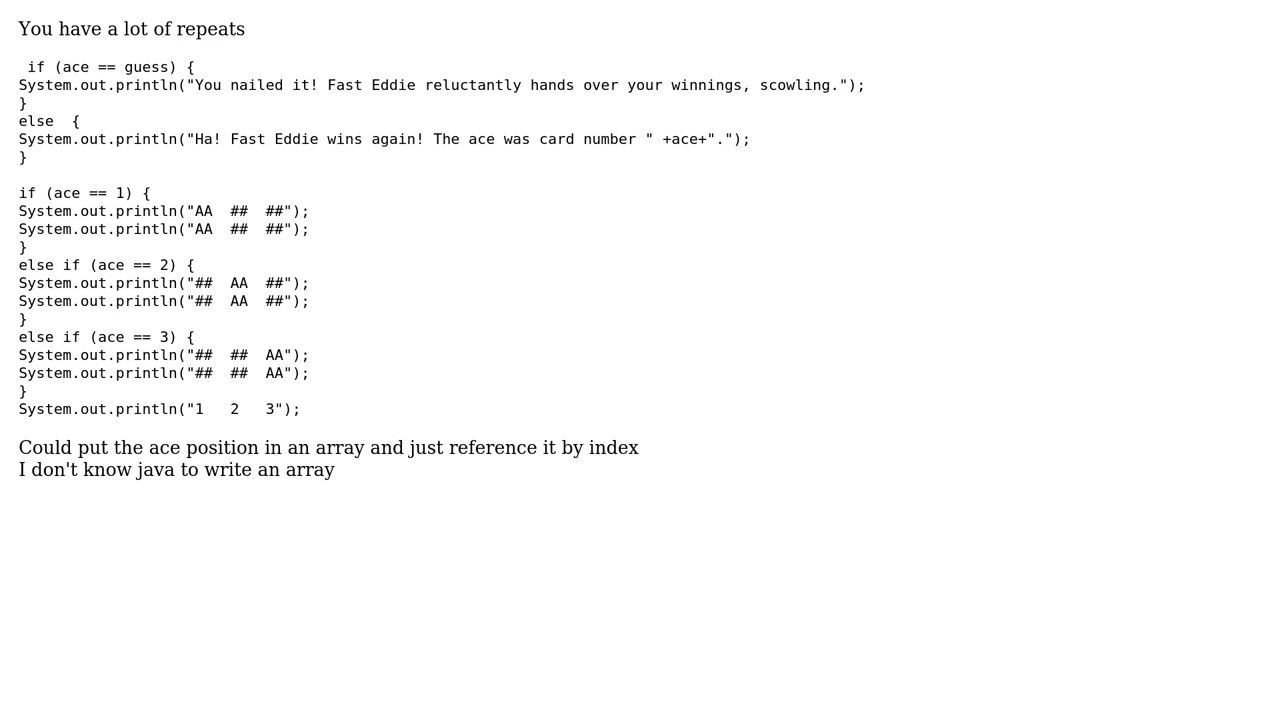 You have a lot of repeats
 if (ace == guess) {
System.out.println("You nailed it! Fast Eddie reluctantly hands over your winnings, scowling.");
}
else  {
System.out.println("Ha! Fast Eddie wins again! The ace was card number " +ace+".");
}

if (ace == 1) {
System.out.println("AA  ##  ##");
System.out.println("AA  ##  ##");
}
else if (ace == 2) {
System.out.println("##  AA  ##");
System.out.println("##  AA  ##");
}
else if (ace == 3) {
System.out.println("##  ##  AA");
System.out.println("##  ##  AA");
}
System.out.println("1   2   3");
Could put the ace position in an array and just reference it by index
I don't know java to write an array